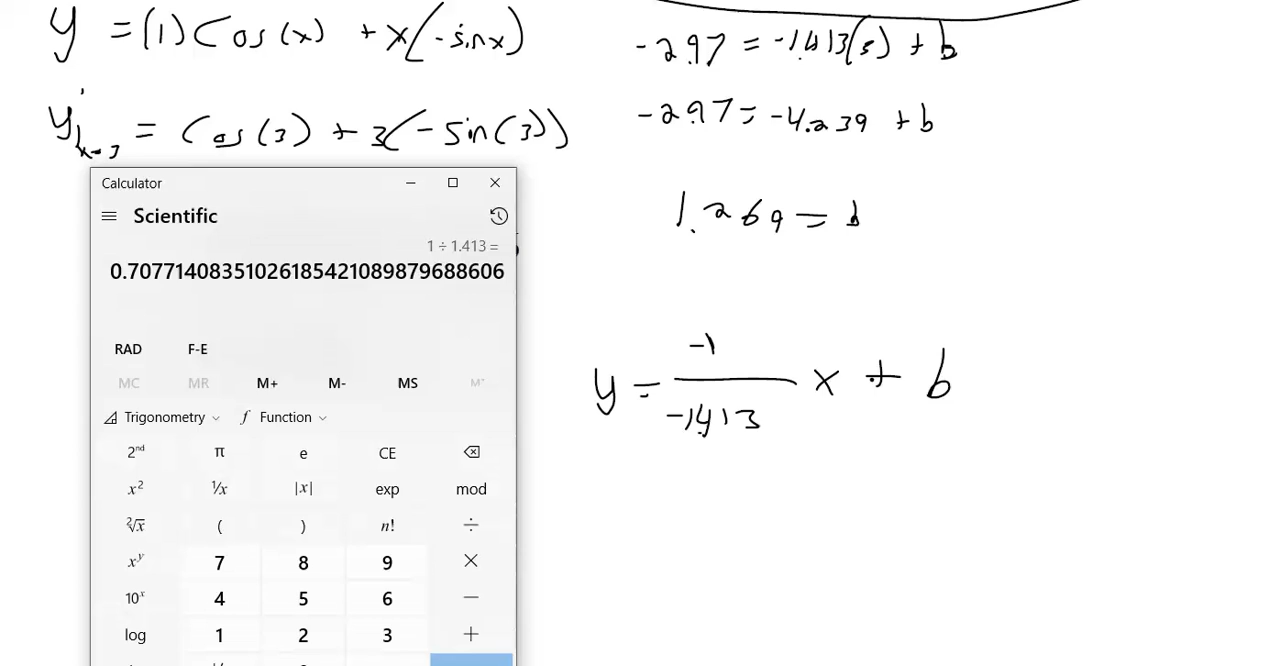 y = (1) Cos(x) + x(-sinx)
y'|x=3 = Cos(3) + 3(-sin(3))
Calculator
Scientific
1 ÷ 1.413 =
0.70771408351026185421089879688606
RAD F-E
MC MR M+ M- MS M˅
Trigonometry Function
2nd π e CE
x² ¹/x |x| exp mod
²√x ( ) n! ÷
xʸ 7 8 9 ×
10ˣ 4 5 6 −
log 1 2 3 +
-2.97 = -1.413(3) + b
-2.97 = -4.239 + b
1.269 = b
y = -1/-1.413 x + b